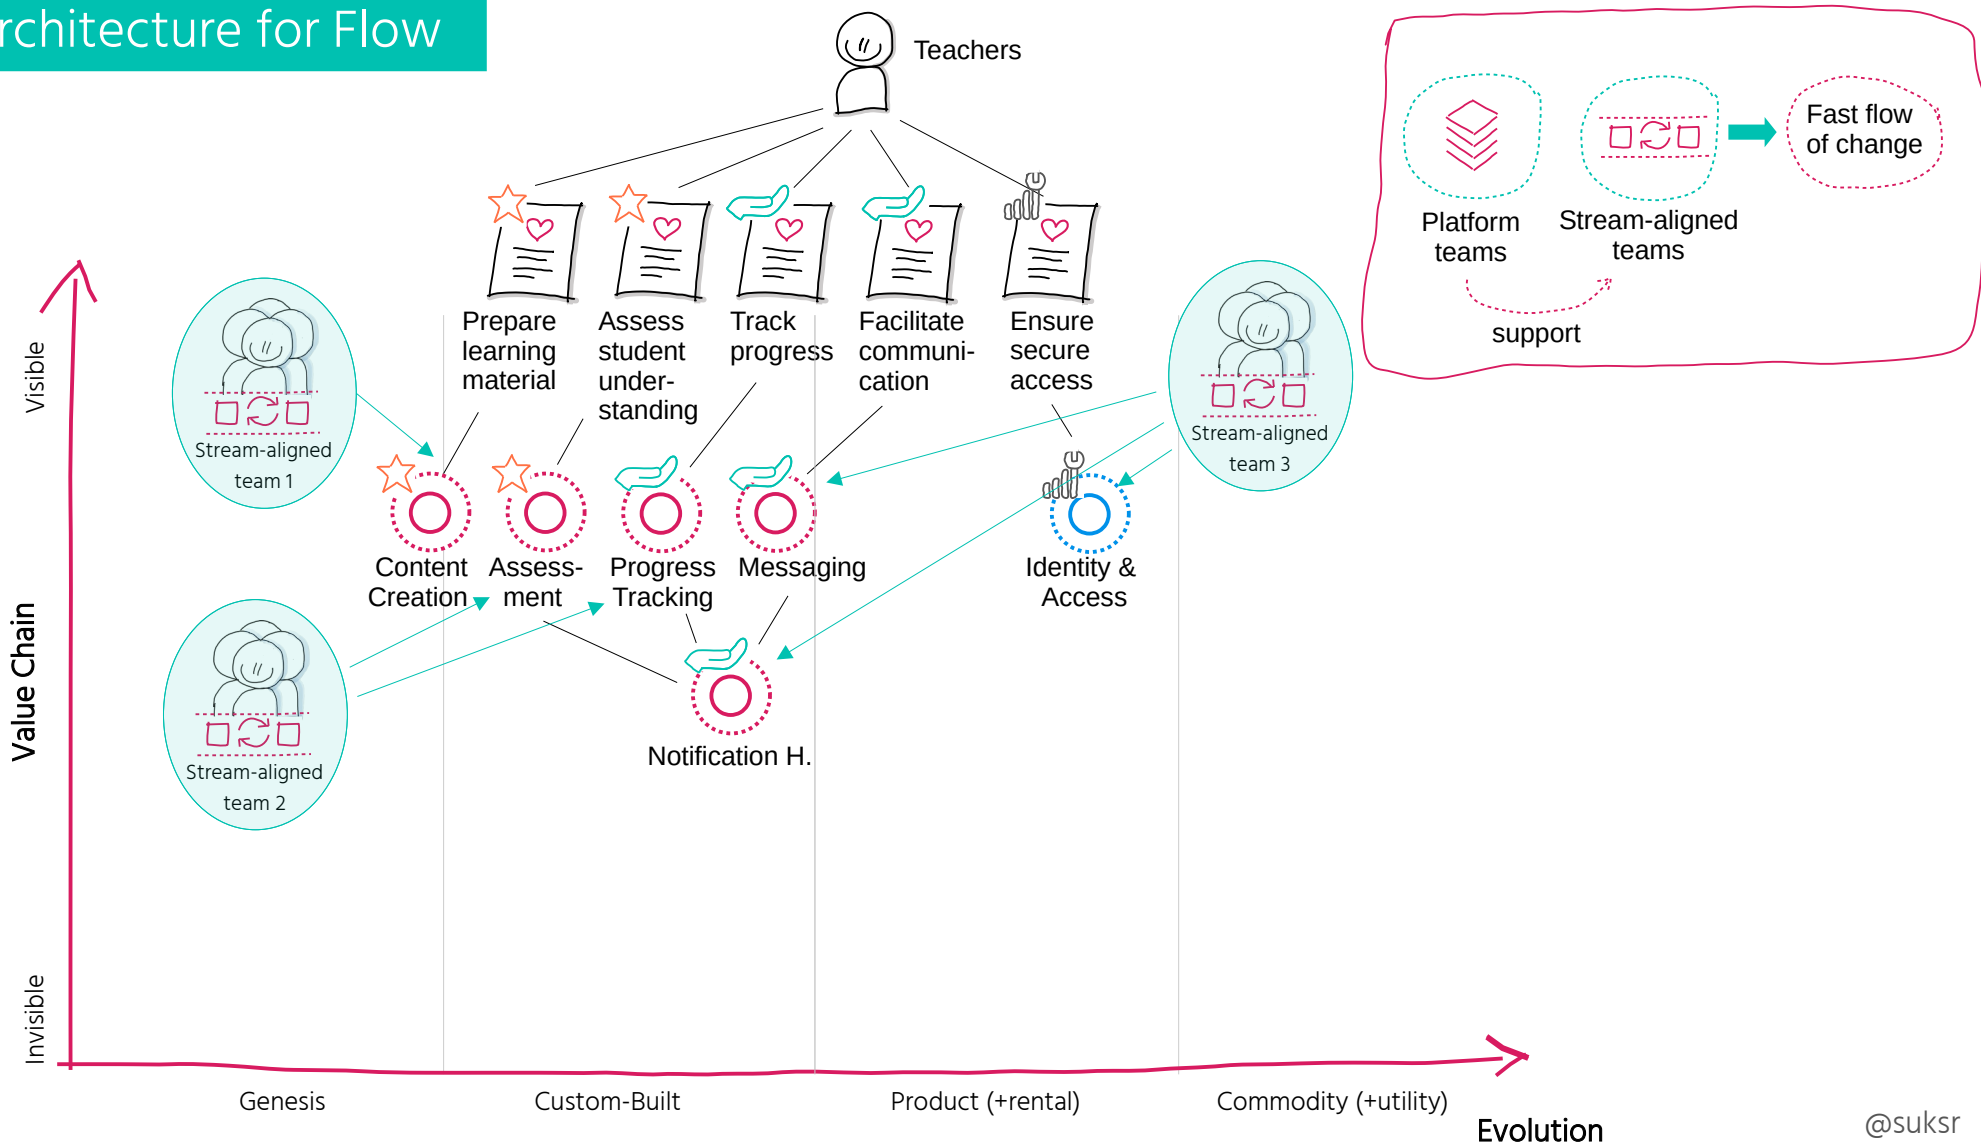 rchitecture for Flow
Teachers
Fast flow
of change
Platform
teams
Stream-aligned
teams
support
Prepare
learning
material
Assess
student
under-
standing
Track
progress
Facilitate
communi-
cation
Ensure
secure
access
Visible
Stream-aligned
team 1
Stream-aligned
team 3
Content
Creation
Assess-
ment
Progress
Tracking
Messaging
Identity &
Access
Value Chain
Stream-aligned
team 2
Notification H.
Invisible
Genesis
Custom-Built
Product (+rental)
Commodity (+utility)
Evolution
@suksr